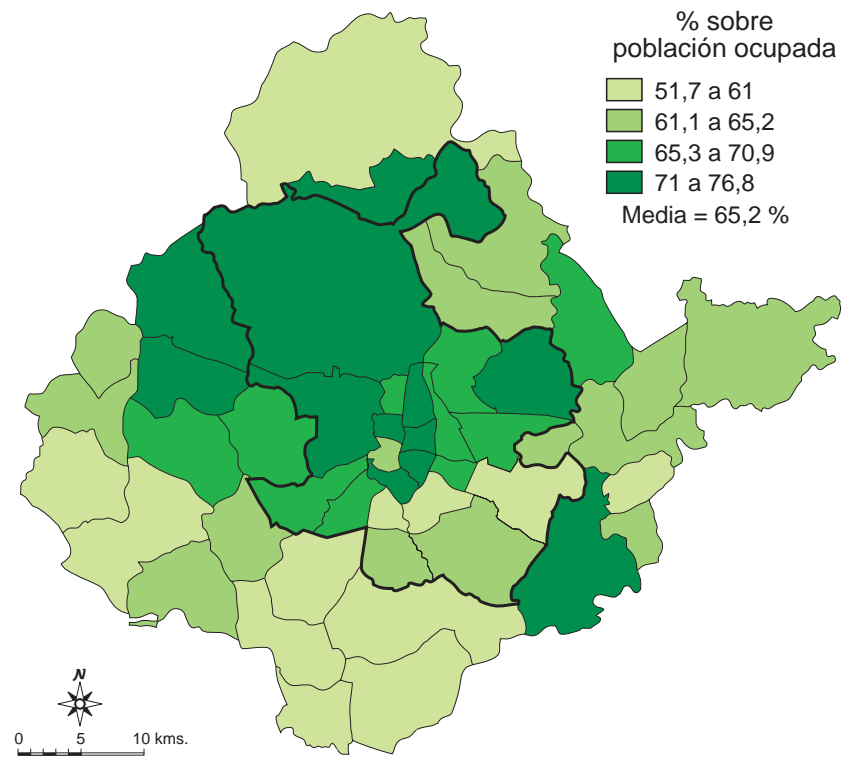 % sobre
población ocupada
51,7 a 61
61,1 a 65,2
65,3 a 70,9
71 a 76,8
Media = 65,2 %
N
0 5 10 kms.